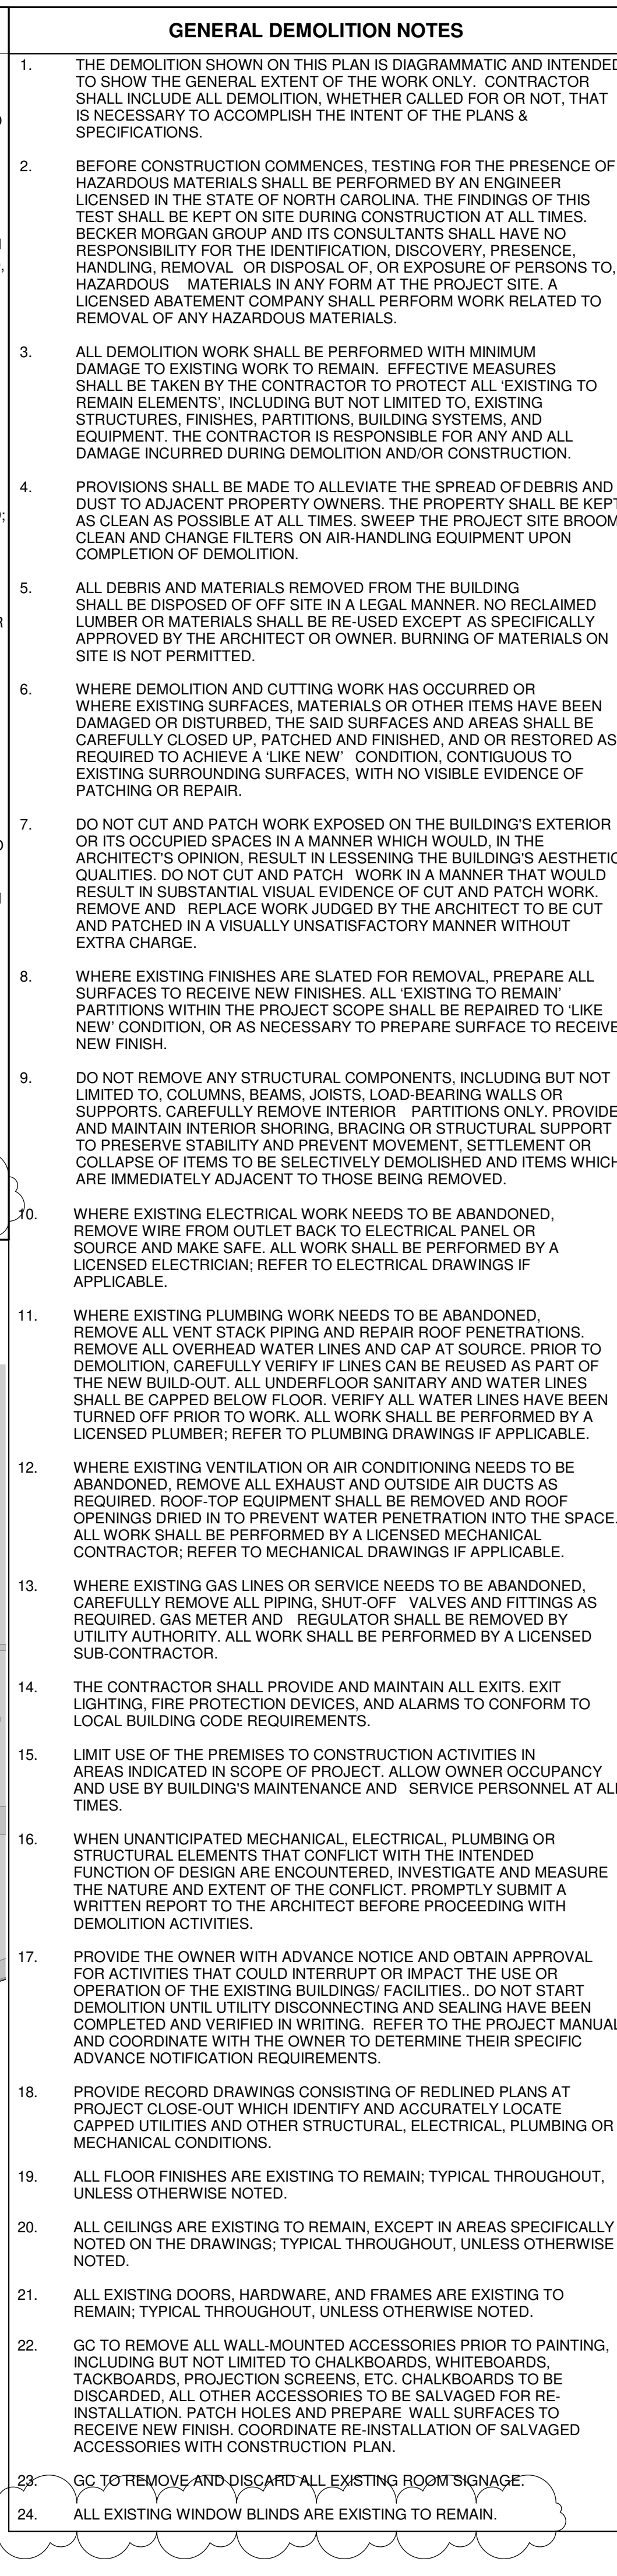 GENERAL DEMOLITION NOTES
1. THE DEMOLITION SHOWN ON THIS PLAN IS DIAGRAMMATIC AND INTENDED
TO SHOW THE GENERAL EXTENT OF THE WORK ONLY. CONTRACTOR
SHALL INCLUDE ALL DEMOLITION, WHETHER CALLED FOR OR NOT, THAT
IS NECESSARY TO ACCOMPLISH THE INTENT OF THE PLANS &
SPECIFICATIONS.
2. BEFORE CONSTRUCTION COMMENCES, TESTING FOR THE PRESENCE OF
HAZARDOUS MATERIALS SHALL BE PERFORMED BY AN ENGINEER
LICENSED IN THE STATE OF NORTH CAROLINA. THE FINDINGS OF THIS
TEST SHALL BE KEPT ON SITE DURING CONSTRUCTION AT ALL TIMES.
BECKER MORGAN GROUP AND ITS CONSULTANTS SHALL HAVE NO
RESPONSIBILITY FOR THE IDENTIFICATION, DISCOVERY, PRESENCE,
HANDLING, REMOVAL OR DISPOSAL OF, OR EXPOSURE OF PERSONS TO,
HAZARDOUS MATERIALS IN ANY FORM AT THE PROJECT SITE. A
LICENSED ABATEMENT COMPANY SHALL PERFORM WORK RELATED TO
REMOVAL OF ANY HAZARDOUS MATERIALS.
3. ALL DEMOLITION WORK SHALL BE PERFORMED WITH MINIMUM
DAMAGE TO EXISTING WORK TO REMAIN. EFFECTIVE MEASURES
SHALL BE TAKEN BY THE CONTRACTOR TO PROTECT ALL ‘EXISTING TO
REMAIN ELEMENTS’, INCLUDING BUT NOT LIMITED TO, EXISTING
STRUCTURES, FINISHES, PARTITIONS, BUILDING SYSTEMS, AND
EQUIPMENT. THE CONTRACTOR IS RESPONSIBLE FOR ANY AND ALL
DAMAGE INCURRED DURING DEMOLITION AND/OR CONSTRUCTION.
4. PROVISIONS SHALL BE MADE TO ALLEVIATE THE SPREAD OF DEBRIS AND
DUST TO ADJACENT PROPERTY OWNERS. THE PROPERTY SHALL BE KEPT
AS CLEAN AS POSSIBLE AT ALL TIMES. SWEEP THE PROJECT SITE BROOM
CLEAN AND CHANGE FILTERS ON AIR-HANDLING EQUIPMENT UPON
COMPLETION OF DEMOLITION.
5. ALL DEBRIS AND MATERIALS REMOVED FROM THE BUILDING
SHALL BE DISPOSED OF OFF SITE IN A LEGAL MANNER. NO RECLAIMED
LUMBER OR MATERIALS SHALL BE RE-USED EXCEPT AS SPECIFICALLY
APPROVED BY THE ARCHITECT OR OWNER. BURNING OF MATERIALS ON
SITE IS NOT PERMITTED.
6. WHERE DEMOLITION AND CUTTING WORK HAS OCCURRED OR
WHERE EXISTING SURFACES, MATERIALS OR OTHER ITEMS HAVE BEEN
DAMAGED OR DISTURBED, THE SAID SURFACES AND AREAS SHALL BE
CAREFULLY CLOSED UP, PATCHED AND FINISHED, AND OR RESTORED AS
REQUIRED TO ACHIEVE A ‘LIKE NEW’ CONDITION, CONTIGUOUS TO
EXISTING SURROUNDING SURFACES, WITH NO VISIBLE EVIDENCE OF
PATCHING OR REPAIR.
7. DO NOT CUT AND PATCH WORK EXPOSED ON THE BUILDING'S EXTERIOR
OR ITS OCCUPIED SPACES IN A MANNER WHICH WOULD, IN THE
ARCHITECT'S OPINION, RESULT IN LESSENING THE BUILDING'S AESTHETIC
QUALITIES. DO NOT CUT AND PATCH WORK IN A MANNER THAT WOULD
RESULT IN SUBSTANTIAL VISUAL EVIDENCE OF CUT AND PATCH WORK.
REMOVE AND REPLACE WORK JUDGED BY THE ARCHITECT TO BE CUT
AND PATCHED IN A VISUALLY UNSATISFACTORY MANNER WITHOUT
EXTRA CHARGE.
8. WHERE EXISTING FINISHES ARE SLATED FOR REMOVAL, PREPARE ALL
SURFACES TO RECEIVE NEW FINISHES. ALL ‘EXISTING TO REMAIN’
PARTITIONS WITHIN THE PROJECT SCOPE SHALL BE REPAIRED TO ‘LIKE
NEW’ CONDITION, OR AS NECESSARY TO PREPARE SURFACE TO RECEIVE
NEW FINISH.
9. DO NOT REMOVE ANY STRUCTURAL COMPONENTS, INCLUDING BUT NOT
LIMITED TO, COLUMNS, BEAMS, JOISTS, LOAD-BEARING WALLS OR
SUPPORTS. CAREFULLY REMOVE INTERIOR PARTITIONS ONLY. PROVIDE
AND MAINTAIN INTERIOR SHORING, BRACING OR STRUCTURAL SUPPORT
TO PRESERVE STABILITY AND PREVENT MOVEMENT, SETTLEMENT OR
COLLAPSE OF ITEMS TO BE SELECTIVELY DEMOLISHED AND ITEMS WHICH
ARE IMMEDIATELY ADJACENT TO THOSE BEING REMOVED.
10. WHERE EXISTING ELECTRICAL WORK NEEDS TO BE ABANDONED,
REMOVE WIRE FROM OUTLET BACK TO ELECTRICAL PANEL OR
SOURCE AND MAKE SAFE. ALL WORK SHALL BE PERFORMED BY A
LICENSED ELECTRICIAN; REFER TO ELECTRICAL DRAWINGS IF
APPLICABLE.
11. WHERE EXISTING PLUMBING WORK NEEDS TO BE ABANDONED,
REMOVE ALL VENT STACK PIPING AND REPAIR ROOF PENETRATIONS.
REMOVE ALL OVERHEAD WATER LINES AND CAP AT SOURCE. PRIOR TO
DEMOLITION, CAREFULLY VERIFY IF LINES CAN BE REUSED AS PART OF
THE NEW BUILD-OUT. ALL UNDERFLOOR SANITARY AND WATER LINES
SHALL BE CAPPED BELOW FLOOR. VERIFY ALL WATER LINES HAVE BEEN
TURNED OFF PRIOR TO WORK. ALL WORK SHALL BE PERFORMED BY A
LICENSED PLUMBER; REFER TO PLUMBING DRAWINGS IF APPLICABLE.
12. WHERE EXISTING VENTILATION OR AIR CONDITIONING NEEDS TO BE
ABANDONED, REMOVE ALL EXHAUST AND OUTSIDE AIR DUCTS AS
REQUIRED. ROOF-TOP EQUIPMENT SHALL BE REMOVED AND ROOF
OPENINGS DRIED IN TO PREVENT WATER PENETRATION INTO THE SPACE.
ALL WORK SHALL BE PERFORMED BY A LICENSED MECHANICAL
CONTRACTOR; REFER TO MECHANICAL DRAWINGS IF APPLICABLE.
13. WHERE EXISTING GAS LINES OR SERVICE NEEDS TO BE ABANDONED,
CAREFULLY REMOVE ALL PIPING, SHUT-OFF VALVES AND FITTINGS AS
REQUIRED. GAS METER AND REGULATOR SHALL BE REMOVED BY
UTILITY AUTHORITY. ALL WORK SHALL BE PERFORMED BY A LICENSED
SUB-CONTRACTOR.
14. THE CONTRACTOR SHALL PROVIDE AND MAINTAIN ALL EXITS. EXIT
LIGHTING, FIRE PROTECTION DEVICES, AND ALARMS TO CONFORM TO
LOCAL BUILDING CODE REQUIREMENTS.
15. LIMIT USE OF THE PREMISES TO CONSTRUCTION ACTIVITIES IN
AREAS INDICATED IN SCOPE OF PROJECT. ALLOW OWNER OCCUPANCY
AND USE BY BUILDING'S MAINTENANCE AND SERVICE PERSONNEL AT ALL
TIMES.
16. WHEN UNANTICIPATED MECHANICAL, ELECTRICAL, PLUMBING OR
STRUCTURAL ELEMENTS THAT CONFLICT WITH THE INTENDED
FUNCTION OF DESIGN ARE ENCOUNTERED, INVESTIGATE AND MEASURE
THE NATURE AND EXTENT OF THE CONFLICT. PROMPTLY SUBMIT A
WRITTEN REPORT TO THE ARCHITECT BEFORE PROCEEDING WITH
DEMOLITION ACTIVITIES.
17. PROVIDE THE OWNER WITH ADVANCE NOTICE AND OBTAIN APPROVAL
FOR ACTIVITIES THAT COULD INTERRUPT OR IMPACT THE USE OR
OPERATION OF THE EXISTING BUILDINGS/ FACILITIES.. DO NOT START
DEMOLITION UNTIL UTILITY DISCONNECTING AND SEALING HAVE BEEN
COMPLETED AND VERIFIED IN WRITING. REFER TO THE PROJECT MANUAL
AND COORDINATE WITH THE OWNER TO DETERMINE THEIR SPECIFIC
ADVANCE NOTIFICATION REQUIREMENTS.
18. PROVIDE RECORD DRAWINGS CONSISTING OF REDLINED PLANS AT
PROJECT CLOSE-OUT WHICH IDENTIFY AND ACCURATELY LOCATE
CAPPED UTILITIES AND OTHER STRUCTURAL, ELECTRICAL, PLUMBING OR
MECHANICAL CONDITIONS.
19. ALL FLOOR FINISHES ARE EXISTING TO REMAIN; TYPICAL THROUGHOUT,
UNLESS OTHERWISE NOTED.
20. ALL CEILINGS ARE EXISTING TO REMAIN, EXCEPT IN AREAS SPECIFICALLY
NOTED ON THE DRAWINGS; TYPICAL THROUGHOUT, UNLESS OTHERWISE
NOTED.
21. ALL EXISTING DOORS, HARDWARE, AND FRAMES ARE EXISTING TO
REMAIN; TYPICAL THROUGHOUT, UNLESS OTHERWISE NOTED.
22. GC TO REMOVE ALL WALL-MOUNTED ACCESSORIES PRIOR TO PAINTING,
INCLUDING BUT NOT LIMITED TO CHALKBOARDS, WHITEBOARDS,
TACKBOARDS, PROJECTION SCREENS, ETC. CHALKBOARDS TO BE
DISCARDED, ALL OTHER ACCESSORIES TO BE SALVAGED FOR RE-
INSTALLATION. PATCH HOLES AND PREPARE WALL SURFACES TO
RECEIVE NEW FINISH. COORDINATE RE-INSTALLATION OF SALVAGED
ACCESSORIES WITH CONSTRUCTION PLAN.
23. GC TO REMOVE AND DISCARD ALL EXISTING ROOM SIGNAGE.
24. ALL EXISTING WINDOW BLINDS ARE EXISTING TO REMAIN.